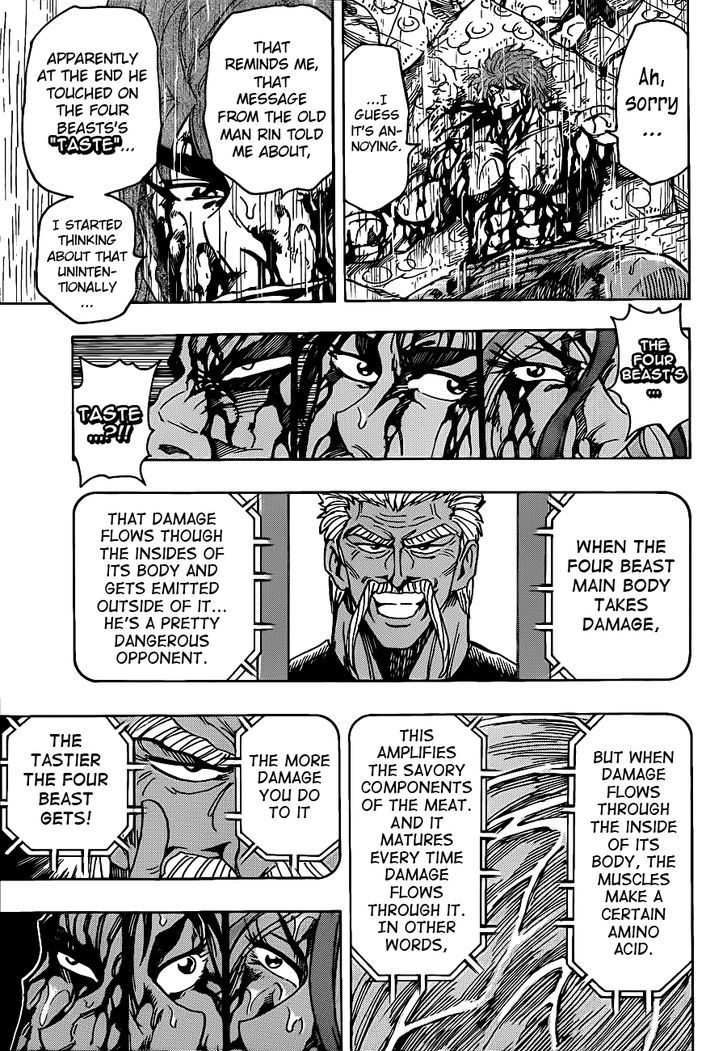 Ah,
sorry
...
...I
GUESS
IT'S AN-
NOYING.
THAT
REMINDS ME,
THAT
MESSAGE
FROM THE OLD
MAN RIN TOLD
ME ABOUT,
APPARENTLY
AT THE END HE
TOUCHED ON
THE FOUR
BEASTS'S
"TASTE"...
I STARTED
THINKING
ABOUT THAT
UNINTEN-
TIONALLY
...
THE
FOUR
BEAST'S
...
TASTE
...?!!
WHEN THE
FOUR BEAST
MAIN BODY
TAKES
DAMAGE,
THAT DAMAGE
FLOWS THOUGH
THE INSIDES OF
ITS BODY AND
GETS EMITTED
OUTSIDE OF IT...
HE'S A PRETTY
DANGEROUS
OPPONENT.
BUT WHEN
DAMAGE
FLOWS
THROUGH
THE INSIDE
OF ITS
BODY, THE
MUSCLES
MAKE A
CERTAIN
AMINO
ACID.
THIS
AMPLIFIES
THE SAVORY
COMPONENTS
OF THE MEAT.
AND IT
MATURES
EVERY TIME
DAMAGE
FLOWS
THROUGH IT.
IN OTHER
WORDS,
THE MORE
DAMAGE
YOU DO
TO IT
THE
TASTIER
THE FOUR
BEAST
GETS!